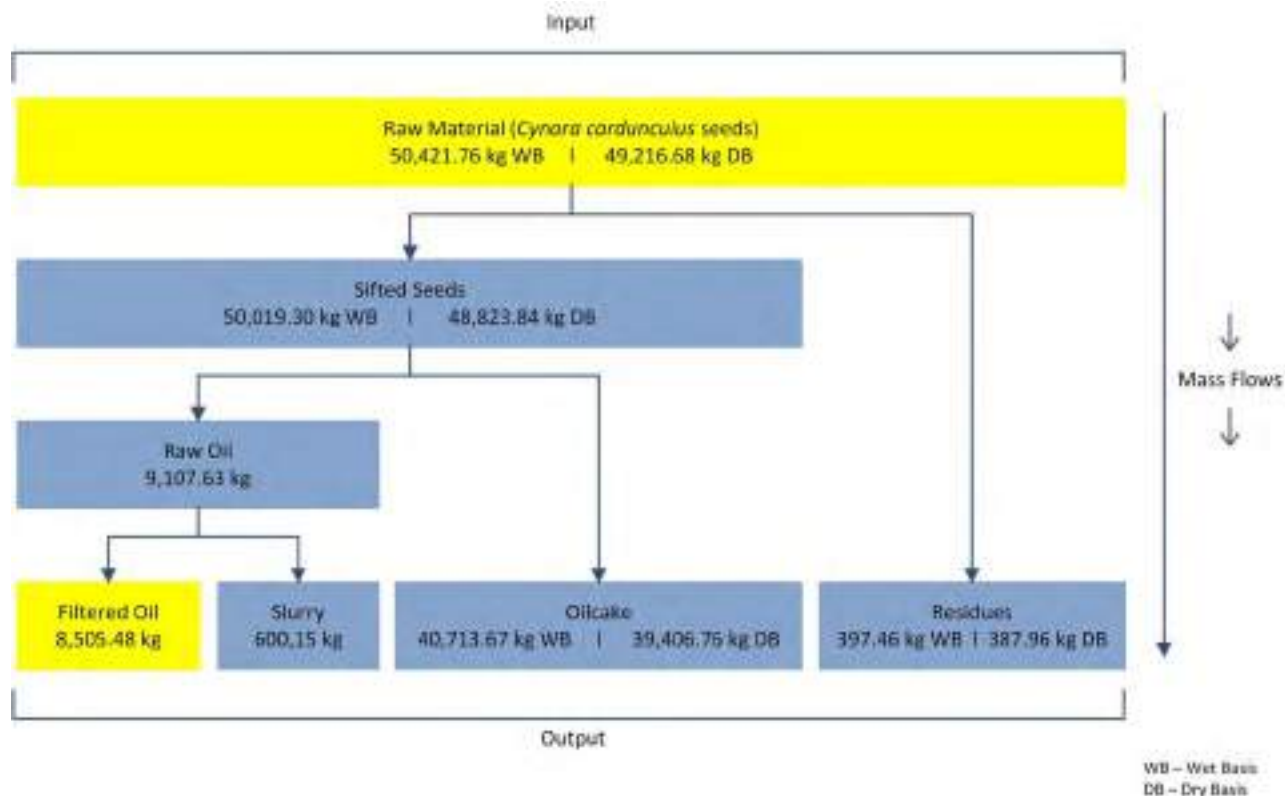 Input
Raw Material (Cynara cardunculus seeds)
50,421.76 kg WB | 49,216.68 kg DB
Sifted Seeds
50,019.30 kg WB | 48,823.84 kg DB
Mass Flows
Raw Oil
9,107.63 kg
Filtered Oil
8,505.48 kg
Slurry
600,15 kg
Oilcake
40,713.67 kg WB | 39,406.76 kg DB
Residues
397.46 kg WB | 387.96 kg DB
Output
WB – Wet Basis
DB – Dry Basis